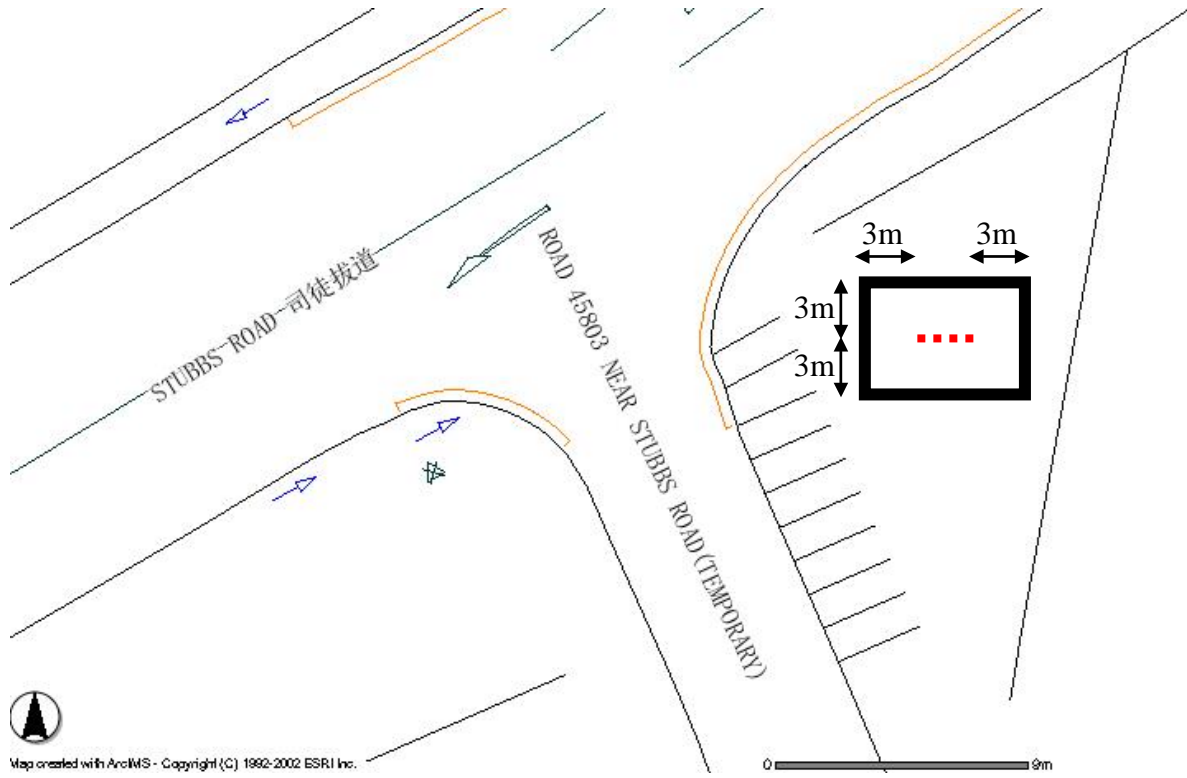 STUBBS ROAD 司徒拔道
ROAD 45803 NEAR STUBBS ROAD(TEMPORARY)
3m 3m
3m
3m
Map created with ArcIMS - Copyright (C) 1992-2002 ESRI Inc.
0 9m